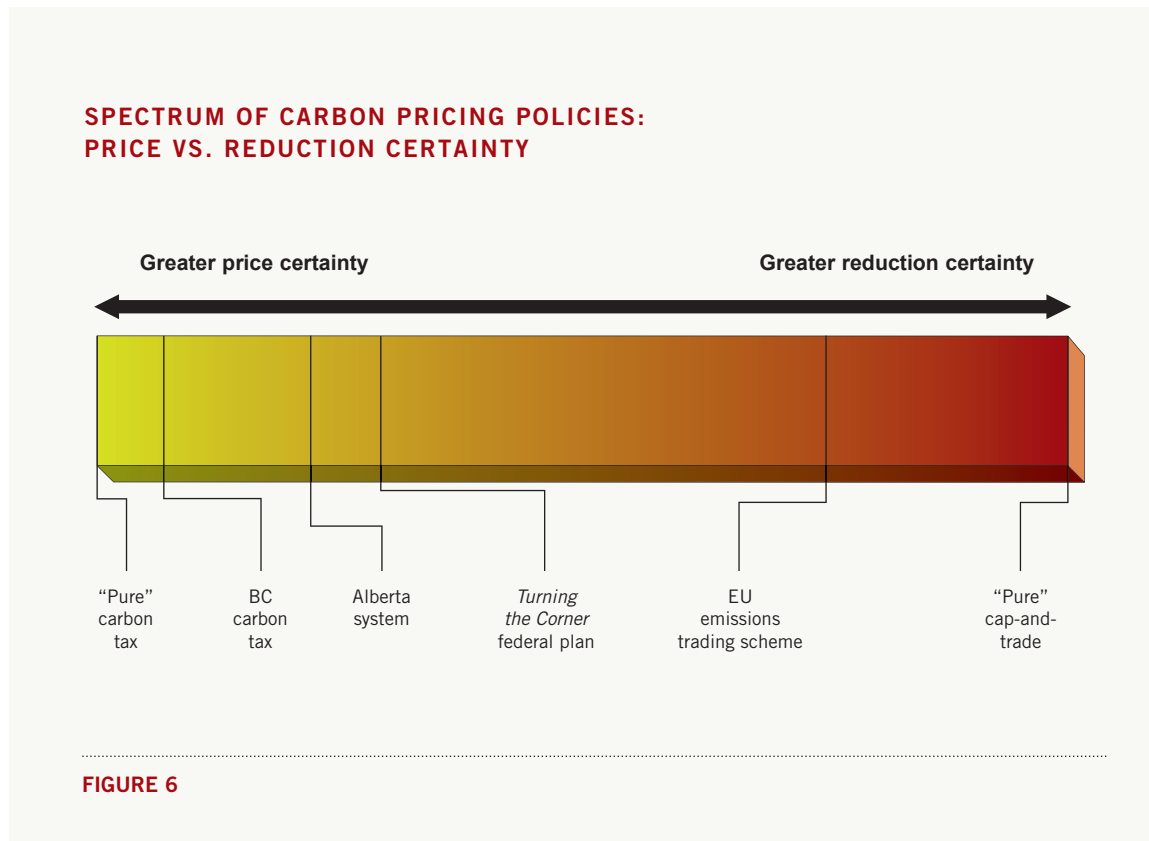 SPECTRUM OF CARBON PRICING POLICIES:
PRICE VS. REDUCTION CERTAINTY
Greater price certainty
Greater reduction certainty
“Pure”
carbon
tax
BC
carbon
tax
Alberta
system
Turning
the Corner
federal plan
EU
emissions
trading scheme
“Pure”
cap-and-
trade
FIGURE 6